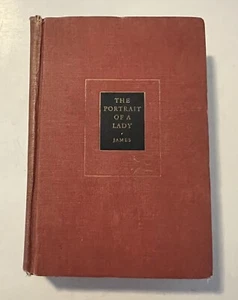 THE
PORTRAIT
OF A
LADY
JAMES